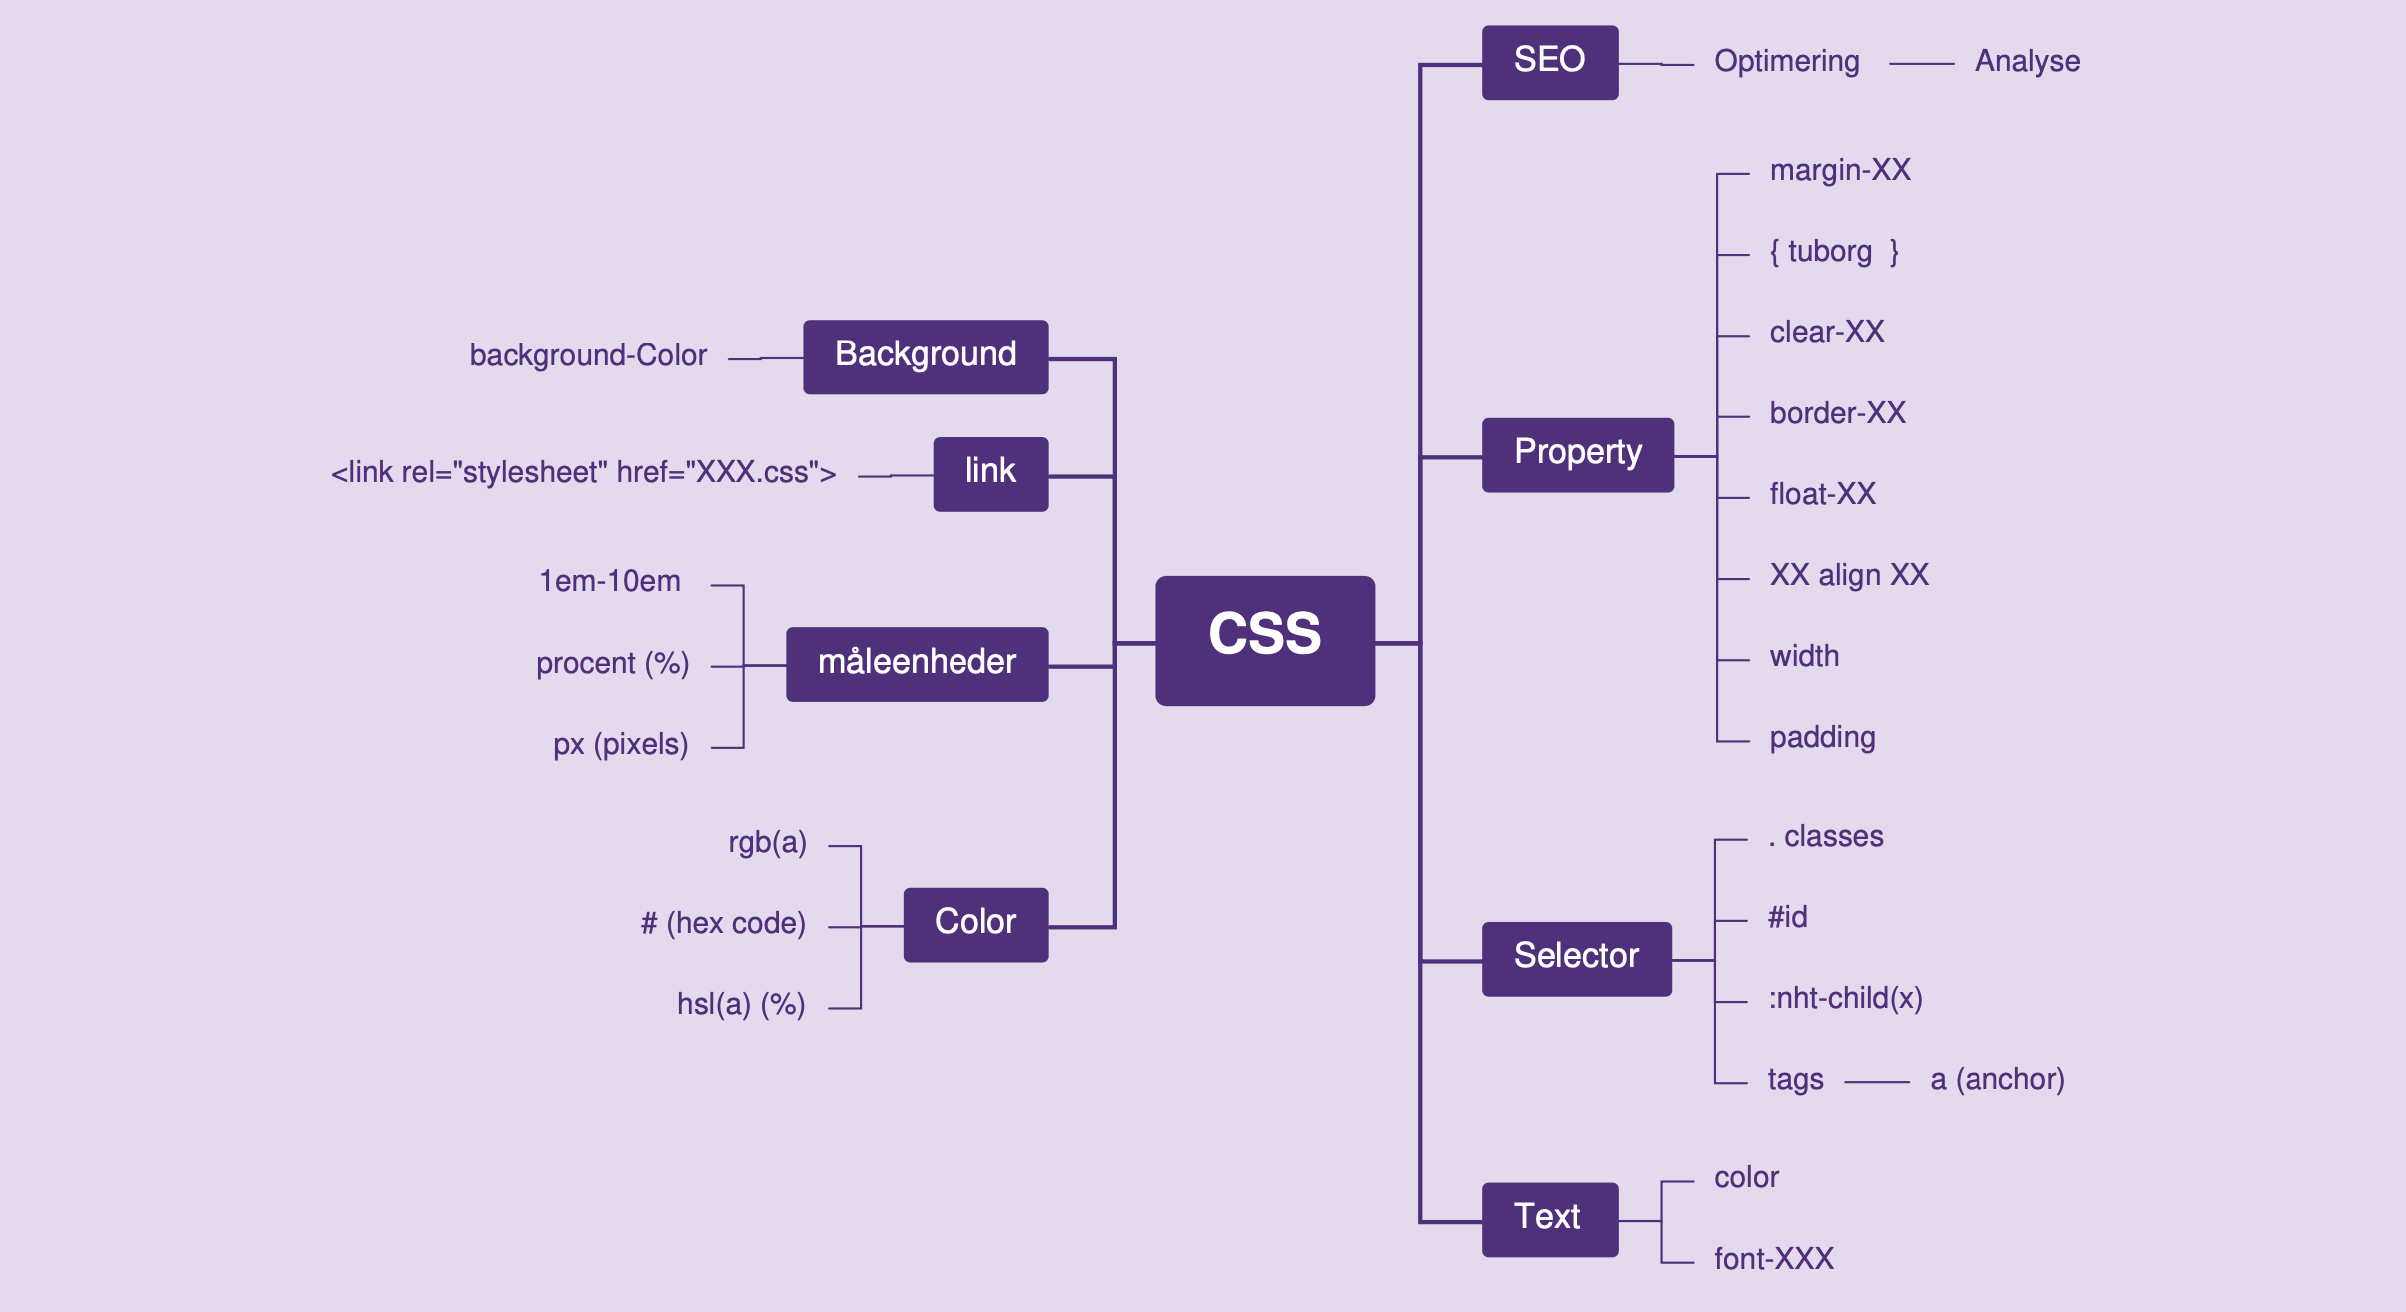 CSS
SEO
Optimering
Analyse
Property
margin-XX
{ tuborg  }
clear-XX
border-XX
float-XX
XX align XX
width
padding
Selector
. classes
#id
:nht-child(x)
tags
a (anchor)
Text
color
font-XXX
Background
background-Color
link
<link rel="stylesheet" href="XXX.css">
måleenheder
1em-10em
procent (%)
px (pixels)
Color
rgb(a)
# (hex code)
hsl(a) (%)